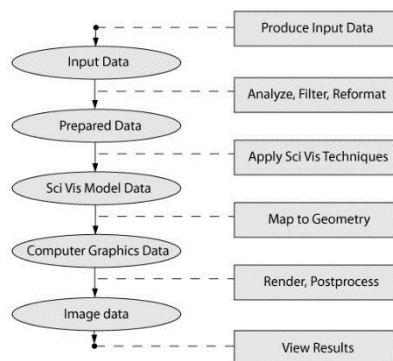 Produce Input Data
Input Data
Analyze, Filter, Reformat
Prepared Data
Apply Sci Vis Techniques
Sci Vis Model Data
Map to Geometry
Computer Graphics Data
Render, Postprocess
Image data
View Results